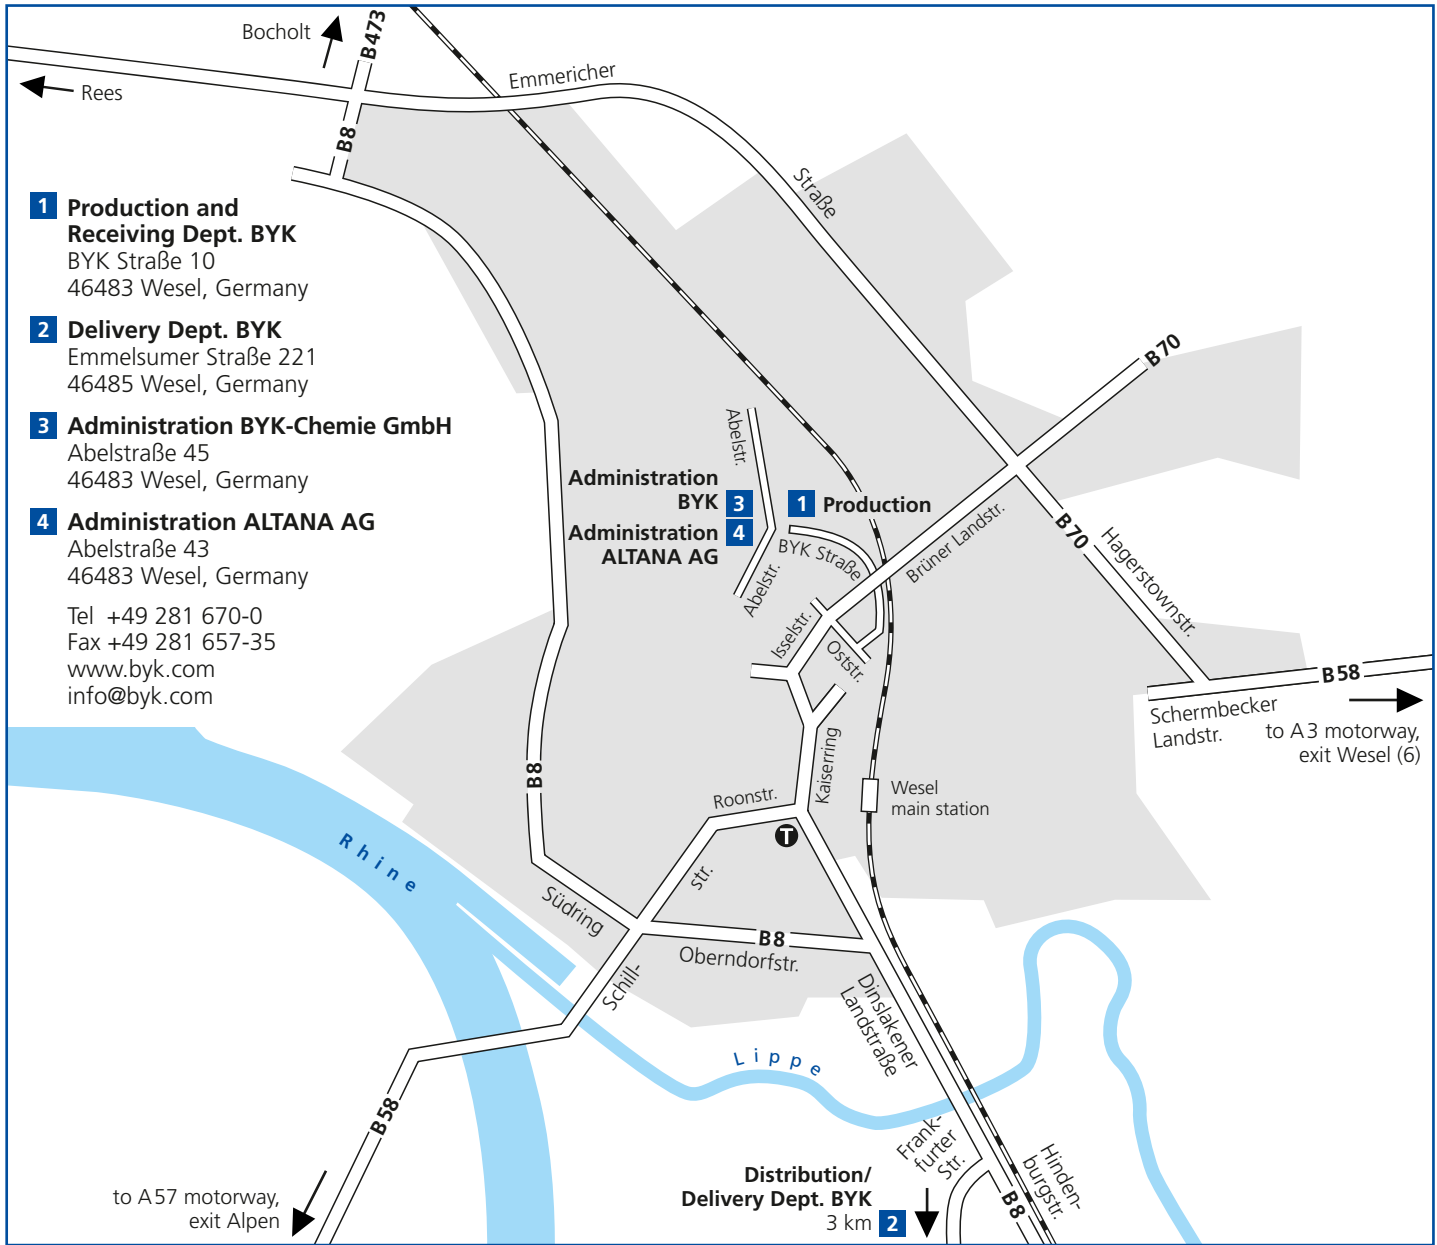 Bocholt
B473
Rees
Emmericher
Straße
B8
1 Production and
Receiving Dept. BYK
BYK Straße 10
46483 Wesel, Germany
2 Delivery Dept. BYK
Emmelsumer Straße 221
46485 Wesel, Germany
3 Administration BYK-Chemie GmbH
Abelstraße 45
46483 Wesel, Germany
4 Administration ALTANA AG
Abelstraße 43
46483 Wesel, Germany
Tel +49 281 670-0
Fax +49 281 657-35
www.byk.com
info@byk.com
B70
Abelstr.
Administration
BYK 3
Administration
ALTANA AG 4
1 Production
BYK Straße
Abelstr.
Brüner Landstr.
B70
Hagerstownstr.
Isselstr.
Oststr.
B58
Schermbecker
Landstr.
to A3 motorway,
exit Wesel (6)
Kaiserring
Wesel
main station
B8
Roonstr.
T
Rhine
str.
Südring
B8
Oberndorfstr.
Schill-
Dinslakener
Landstraße
Lippe
B58
Frank-
furter
Str.
Hinden-
burgstr.
B8
to A57 motorway,
exit Alpen
Distribution/
Delivery Dept. BYK
3 km 2